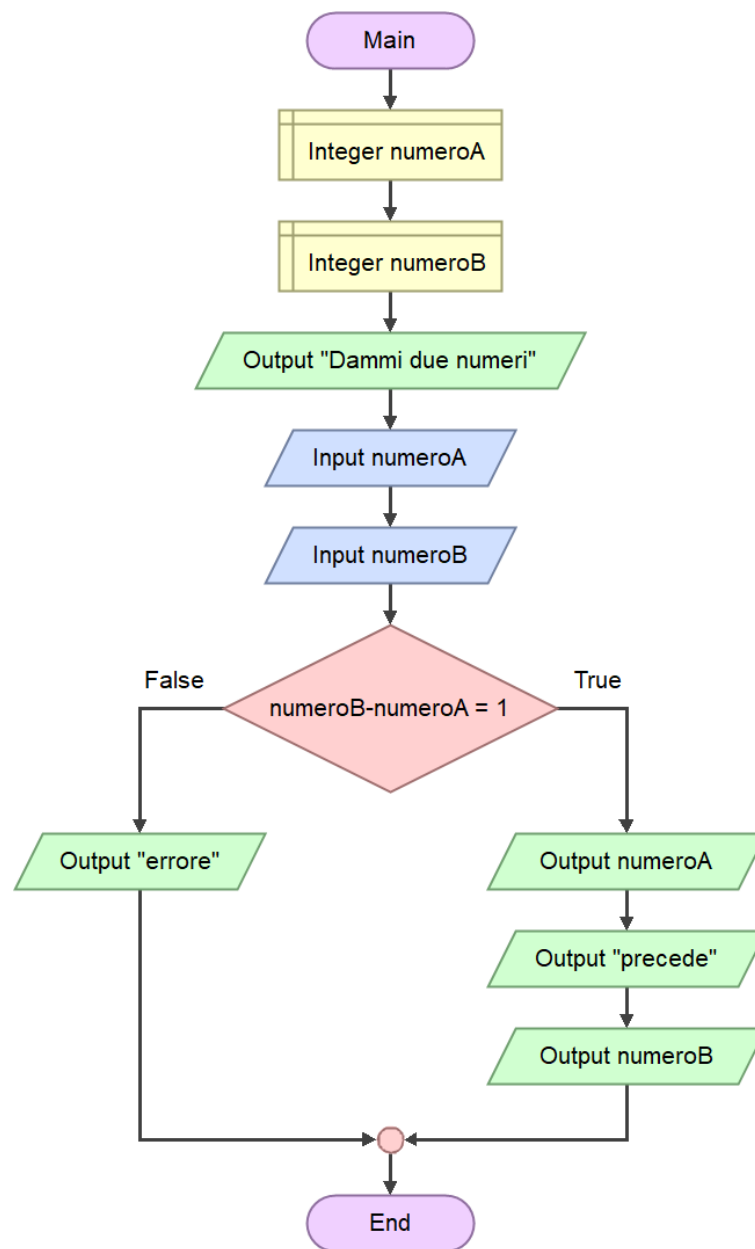 Main
Integer numeroA
Integer numeroB
Output "Dammi due numeri"
Input numeroA
Input numeroB
False
True
numeroB-numeroA = 1
Output "errore"
Output numeroA
Output "precede"
Output numeroB
End